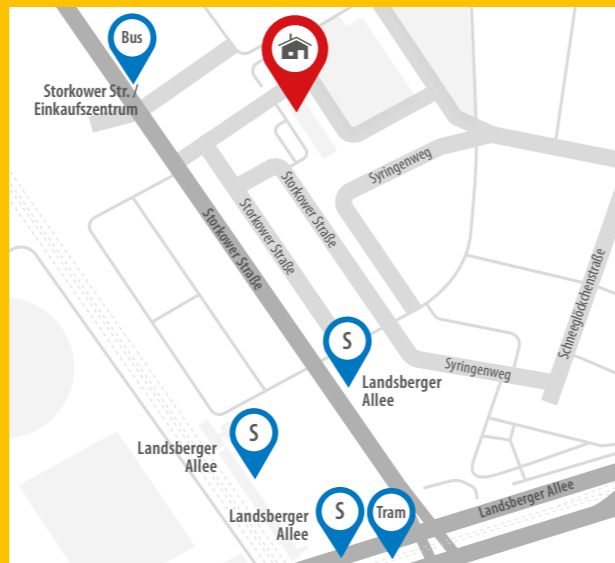 Bus
Storkower Str. /
Einkaufszentrum
Syringenweg
Storkower Straße
Storkower Straße
Storkower Straße
Schneeglöckchenstraße
S
Landsberger
Allee
Syringenweg
S
Landsberger
Allee
S
Landsberger
Allee
Tram
Landsberger Allee